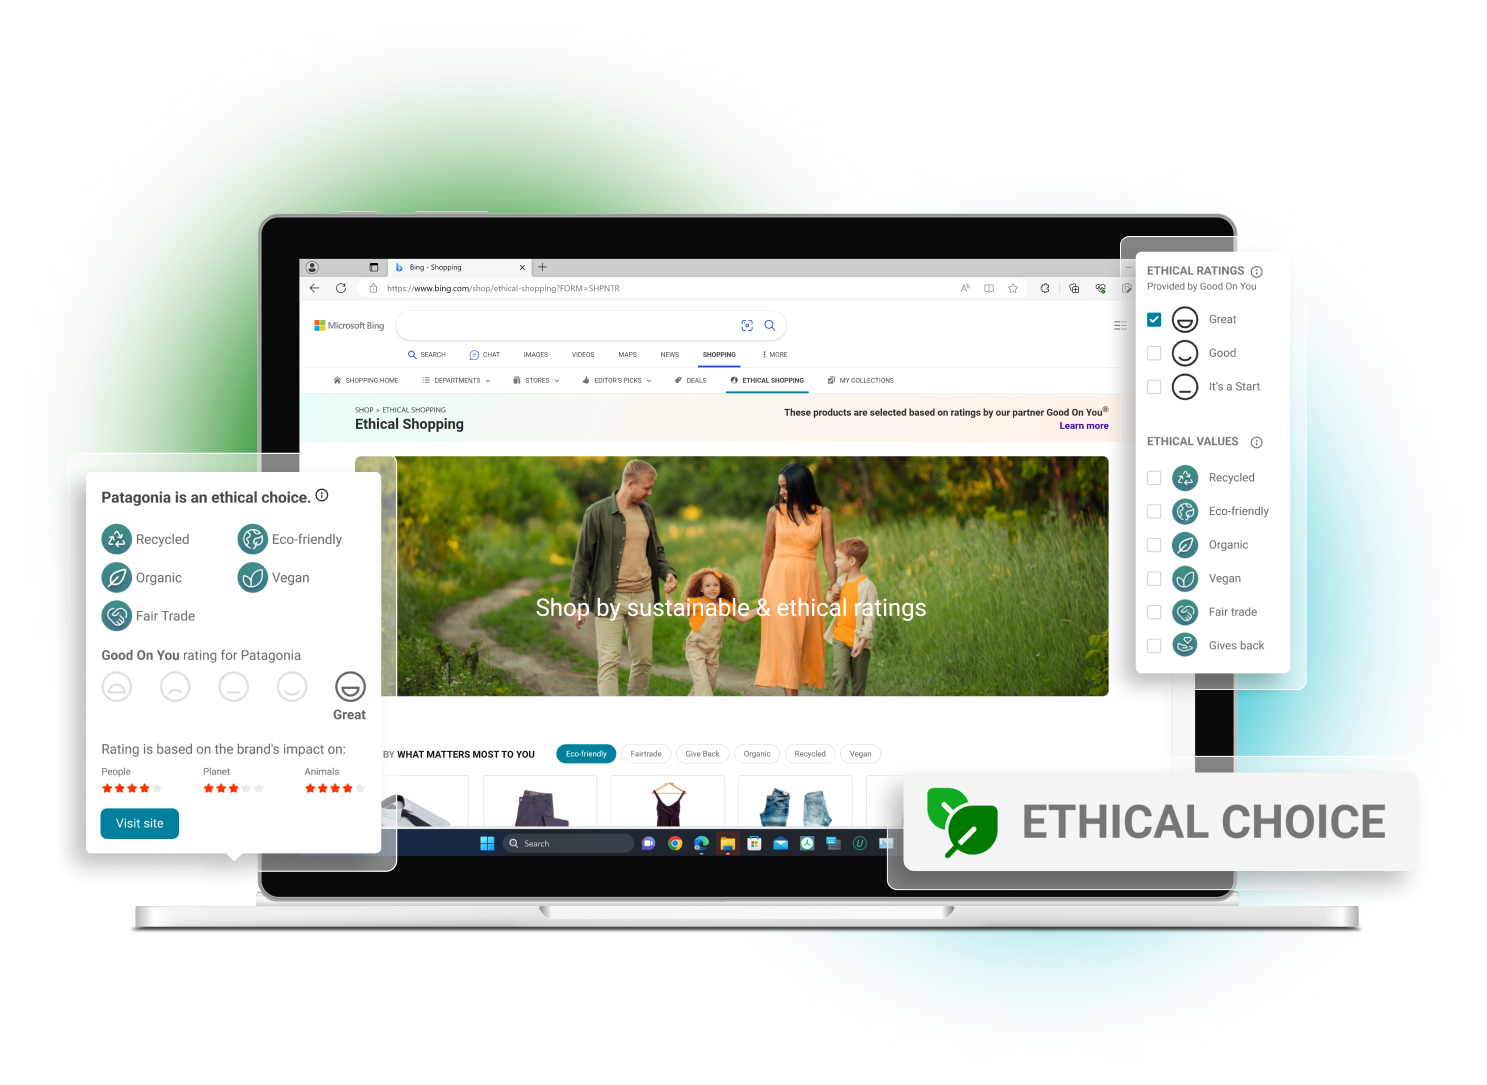 Bing - Shopping
https://www.bing.com/shop/ethical-shopping?FORM=SHPNTR
Microsoft Bing
SEARCH CHAT IMAGES VIDEOS MAPS NEWS SHOPPING MORE
SHOPPING HOME DEPARTMENTS STORES EDITOR'S PICKS DEALS ETHICAL SHOPPING MY COLLECTIONS
SHOP > ETHICAL SHOPPING
Ethical Shopping
These products are selected based on ratings by our partner Good On You®
Learn more
Shop by sustainable & ethical ratings
BY WHAT MATTERS MOST TO YOU
Eco-friendly Fairtrade Give Back Organic Recycled Vegan
Search
Patagonia is an ethical choice.
Recycled Eco-friendly
Organic Vegan
Fair Trade
Good On You rating for Patagonia
Great
Rating is based on the brand's impact on:
People Planet Animals
Visit site
ETHICAL RATINGS
Provided by Good On You
Great
Good
It's a Start
ETHICAL VALUES
Recycled
Eco-friendly
Organic
Vegan
Fair trade
Gives back
ETHICAL CHOICE